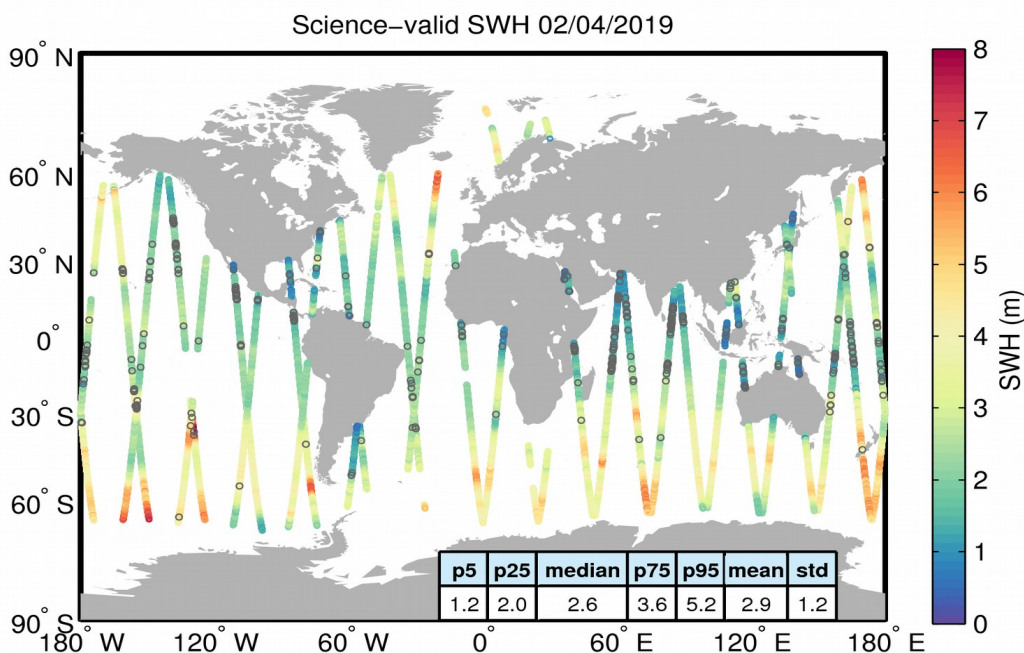 Science−valid SWH 02/04/2019
90° N
60° N
30° N
0°
30° S
60° S
90° S
180° W
120° W
60° W
0°
60° E
120° E
180° E
p5 p25 median p75 p95 mean std
1.2 2.0 2.6 3.6 5.2 2.9 1.2
8
7
6
5
4
3
2
1
0
SWH (m)